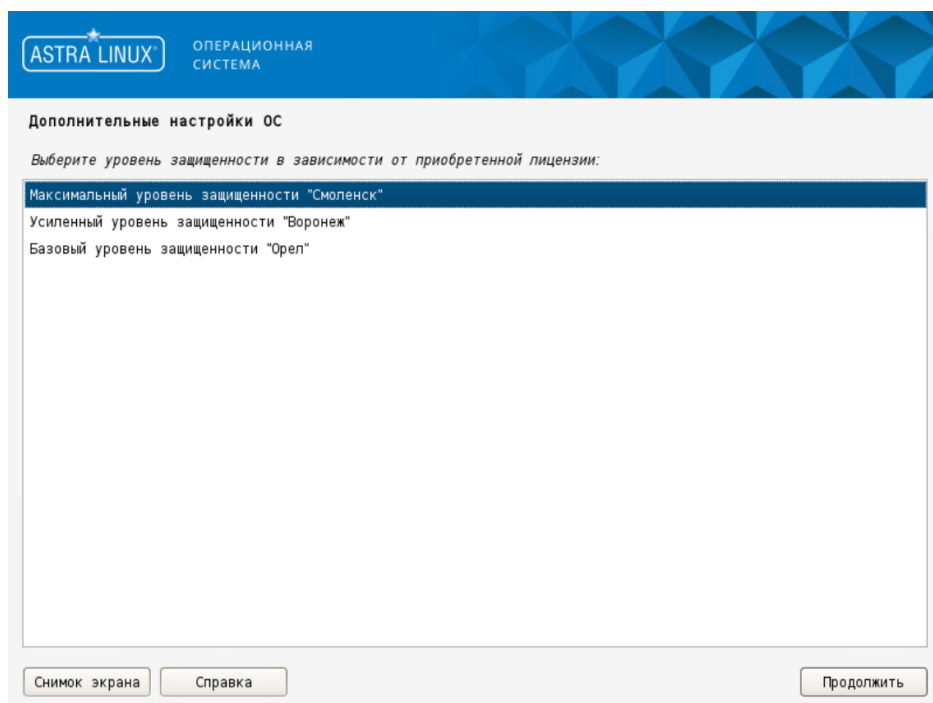 ASTRA LINUX®
ОПЕРАЦИОННАЯ
СИСТЕМА
Дополнительные настройки ОС
Выберите уровень защищенности в зависимости от приобретенной лицензии:
Максимальный уровень защищенности "Смоленск"
Усиленный уровень защищенности "Воронеж"
Базовый уровень защищенности "Орел"
Снимок экрана
Справка
Продолжить